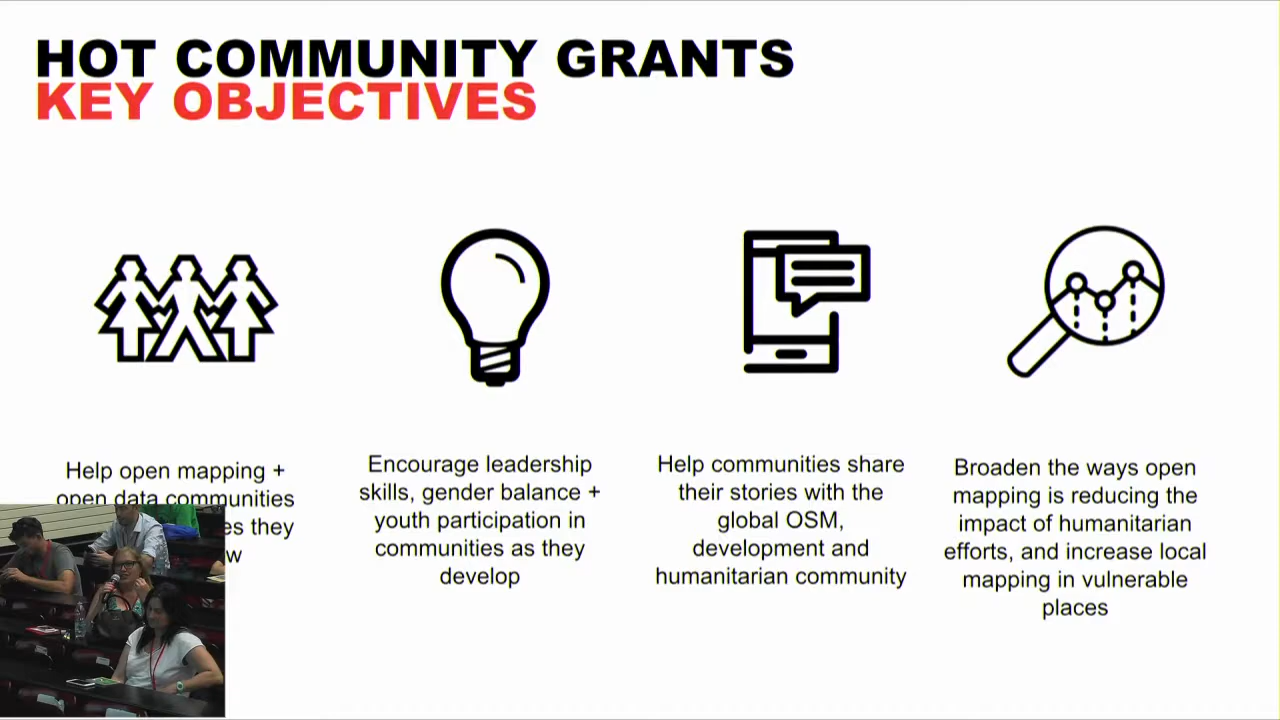 HOT COMMUNITY GRANTS
KEY OBJECTIVES
Help open mapping +
open data communities
es they
w
Encourage leadership
skills, gender balance +
youth participation in
communities as they
develop
Help communities share
their stories with the
global OSM,
development and
humanitarian community
Broaden the ways open
mapping is reducing the
impact of humanitarian
efforts, and increase local
mapping in vulnerable
places